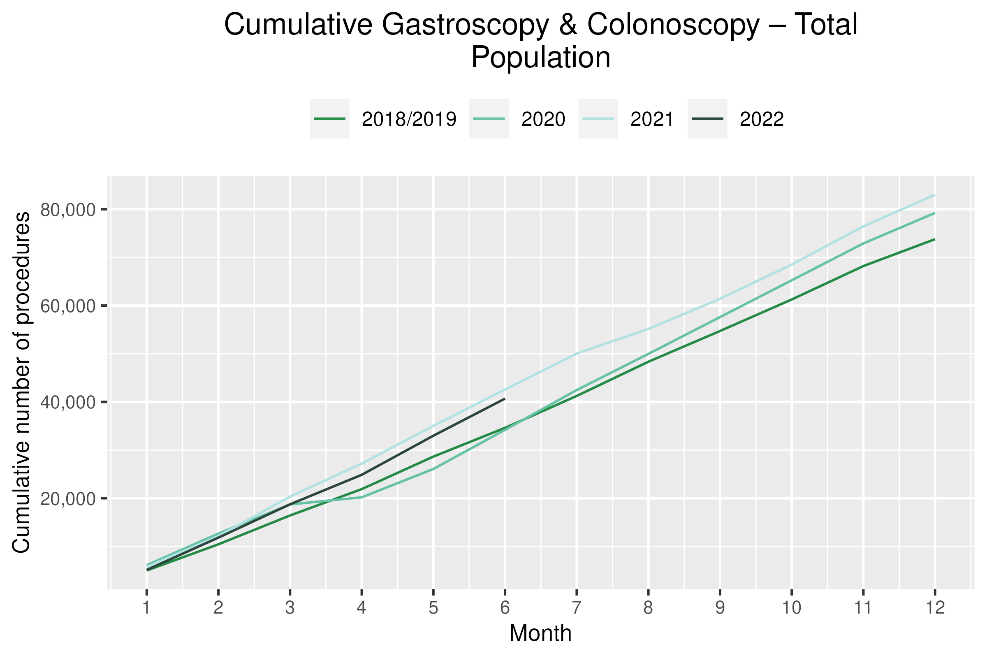 Cumulative Gastroscopy & Colonoscopy – Total
Population
2018/2019 2020 2021 2022
Cumulative number of procedures
80,000
60,000
40,000
20,000
1 2 3 4 5 6 7 8 9 10 11 12
Month